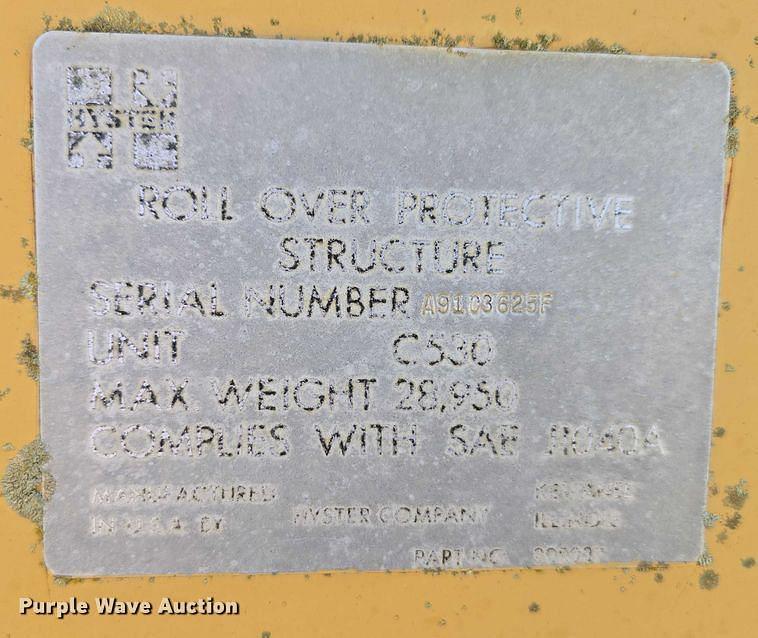 HYSTER
ROLL OVER PROTECTIVE
STRUCTURE
SERIAL NUMBER A91C3625F
UNIT C530
MAX. WEIGHT 28,950
COMPLIES WITH SAE J1040A
MANUFACTURED
IN U.S.A. BY HYSTER COMPANY
KEWANEE
ILLINOIS
PART NO.
Purple Wave Auction